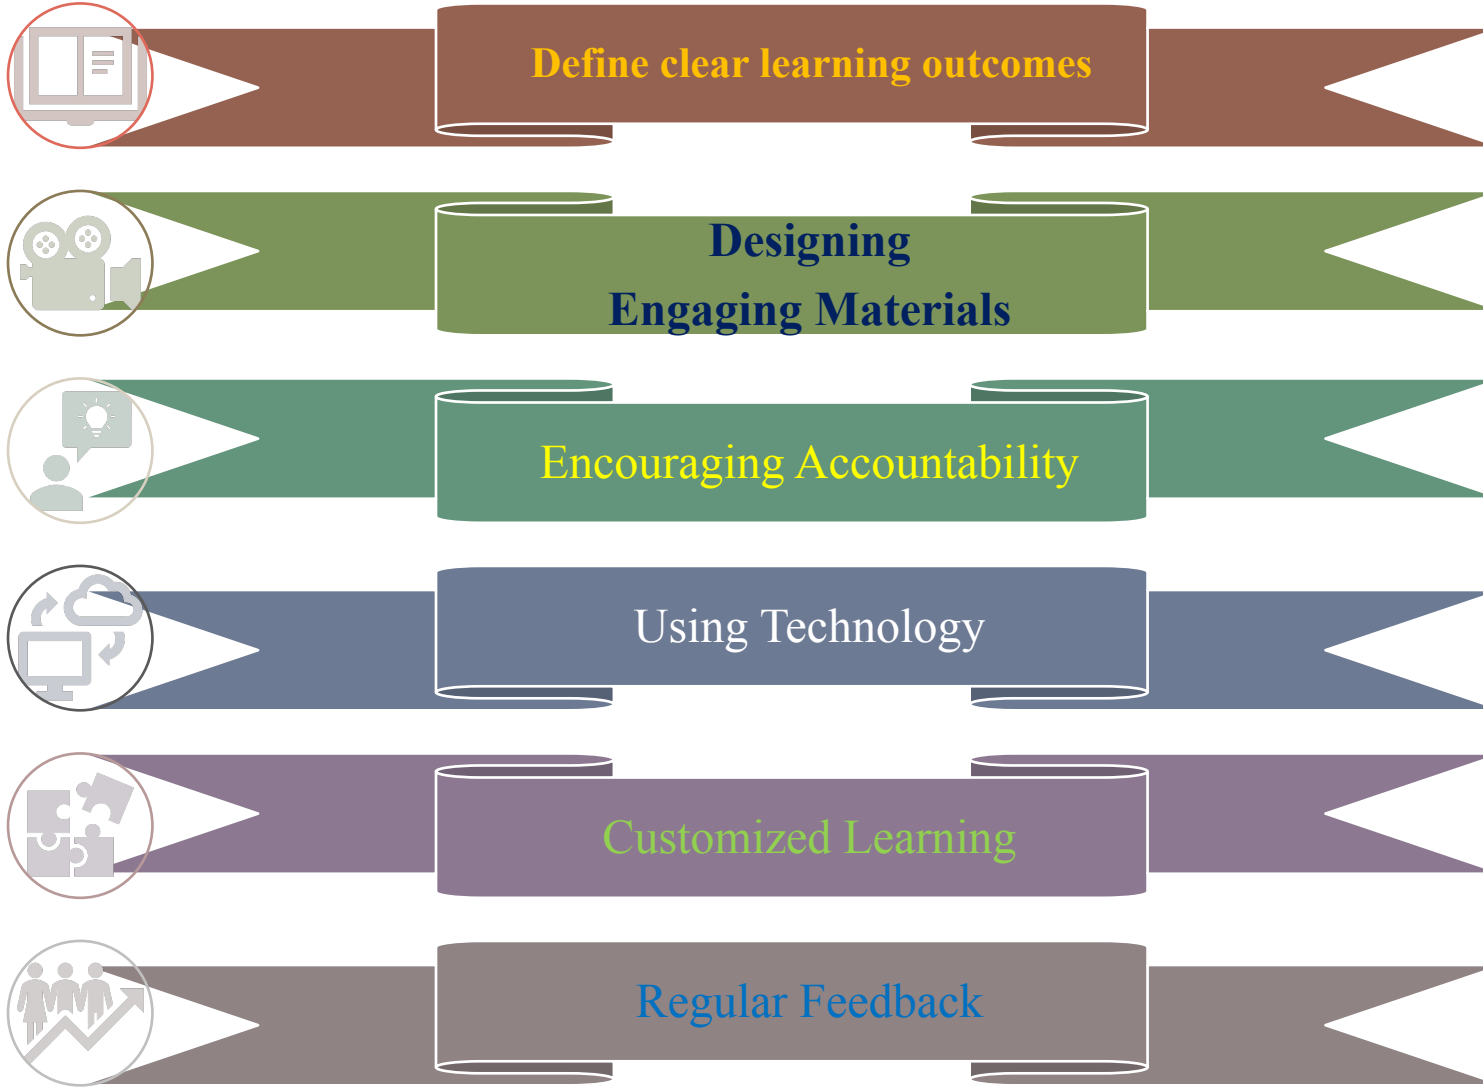 Define clear learning outcomes
Designing
Engaging Materials
Encouraging Accountability
Using Technology
Customized Learning
Regular Feedback